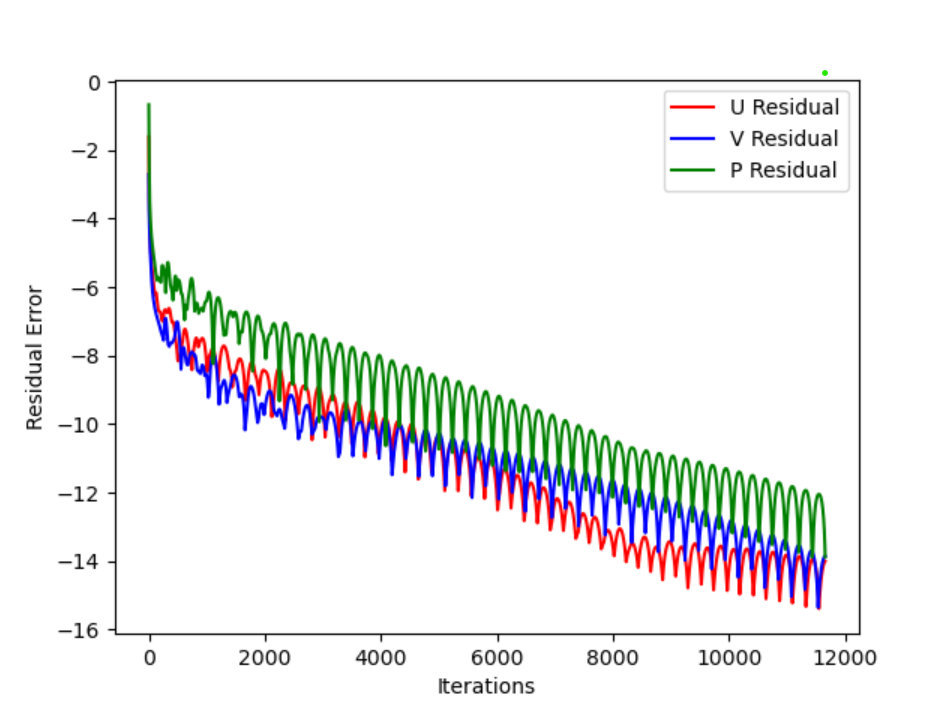 0
−2
−4
−6
−8
−10
−12
−14
−16
Residual Error
U Residual
V Residual
P Residual
0 2000 4000 6000 8000 10000 12000
Iterations